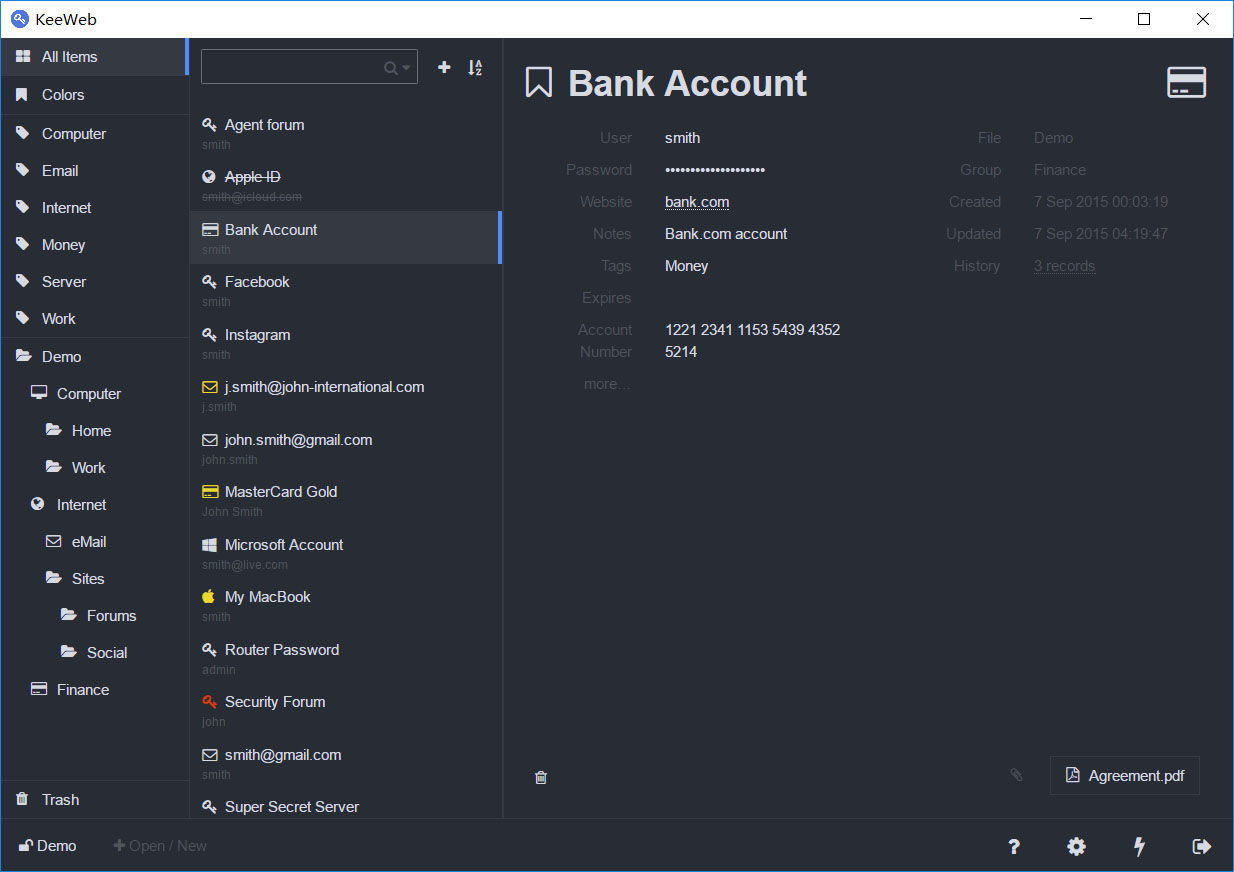 KeeWeb
All Items
Colors
Computer
Email
Internet
Money
Server
Work
Demo
Computer
Home
Work
Internet
eMail
Sites
Forums
Social
Finance
Trash
Agent forum
smith
Apple ID
smith@icloud.com
Bank Account
smith
Facebook
smith
Instagram
smith
j.smith@john-international.com
j.smith
john.smith@gmail.com
john.smith
MasterCard Gold
John Smith
Microsoft Account
smith@live.com
My MacBook
smith
Router Password
admin
Security Forum
john
smith@gmail.com
smith
Super Secret Server
Bank Account
User smith
Password •••••••••••••••••••
Website bank.com
Notes Bank.com account
Tags Money
Expires
Account 1221 2341 1153 5439 4352
Number 5214
more...
File Demo
Group Finance
Created 7 Sep 2015 00:03:19
Updated 7 Sep 2015 04:19:47
History 3 records
Agreement.pdf
Demo
Open / New